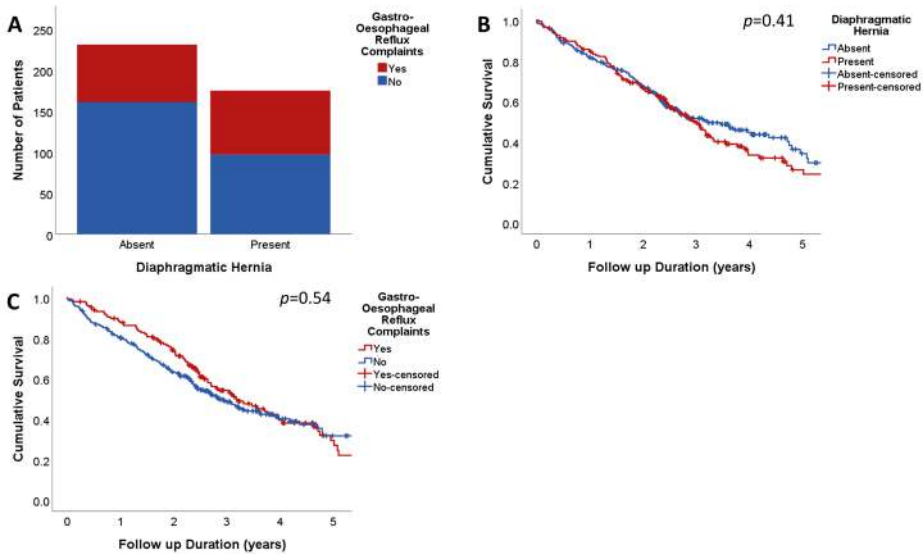 A
Number of Patients
250
200
150
100
50
0
Absent
Present
Diaphragmatic Hernia
Gastro-
Oesophageal
Reflux
Complaints
Yes
No
B
p=0.41
Cumulative Survival
1.0
0.8
0.6
0.4
0.2
0.0
0
1
2
3
4
5
Follow up Duration (years)
Diaphragmatic
Hernia
Absent
Present
Absent-censored
Present-censored
C
p=0.54
Cumulative Survival
1.0
0.8
0.6
0.4
0.2
0.0
0
1
2
3
4
5
Follow up Duration (years)
Gastro-
Oesophageal
Reflux
Complaints
Yes
No
Yes-censored
No-censored